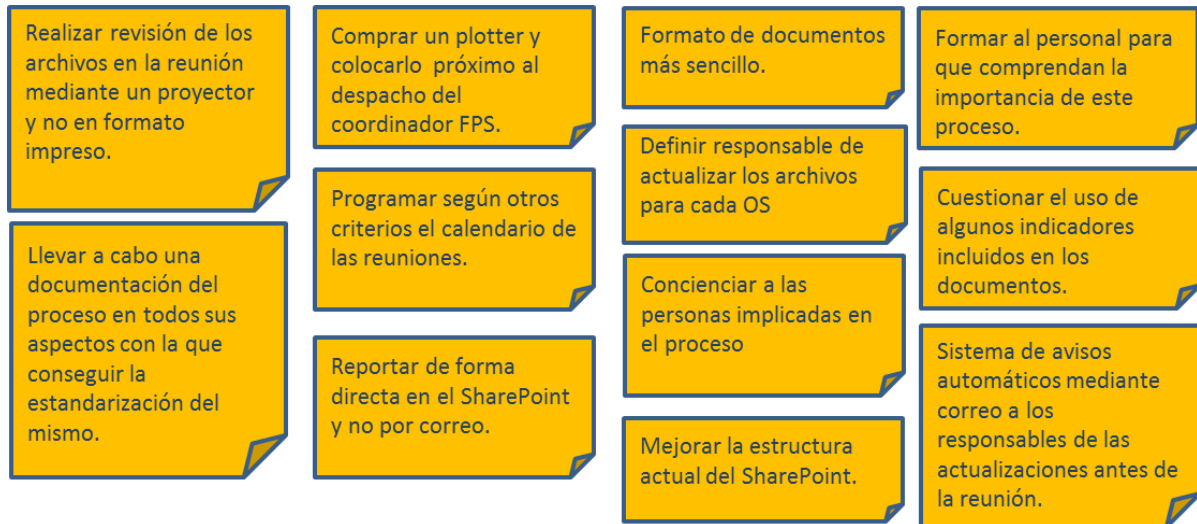 Realizar revisión de los
archivos en la reunión
mediante un proyector
y no en formato
impreso.
Llevar a cabo una
documentación del
proceso en todos sus
aspectos con la que
conseguir la
estandarización del
mismo.
Comprar un plotter y
colocarlo próximo al
despacho del
coordinador FPS.
Programar según otros
criterios el calendario de
las reuniones.
Reportar de forma
directa en el SharePoint
y no por correo.
Formato de documentos
más sencillo.
Definir responsable de
actualizar los archivos
para cada OS
Concienciar a las
personas implicadas en
el proceso
Mejorar la estructura
actual del SharePoint.
Formar al personal para
que comprendan la
importancia de este
proceso.
Cuestionar el uso de
algunos indicadores
incluidos en los
documentos.
Sistema de avisos
automáticos mediante
correo a los
responsables de las
actualizaciones antes de
la reunión.